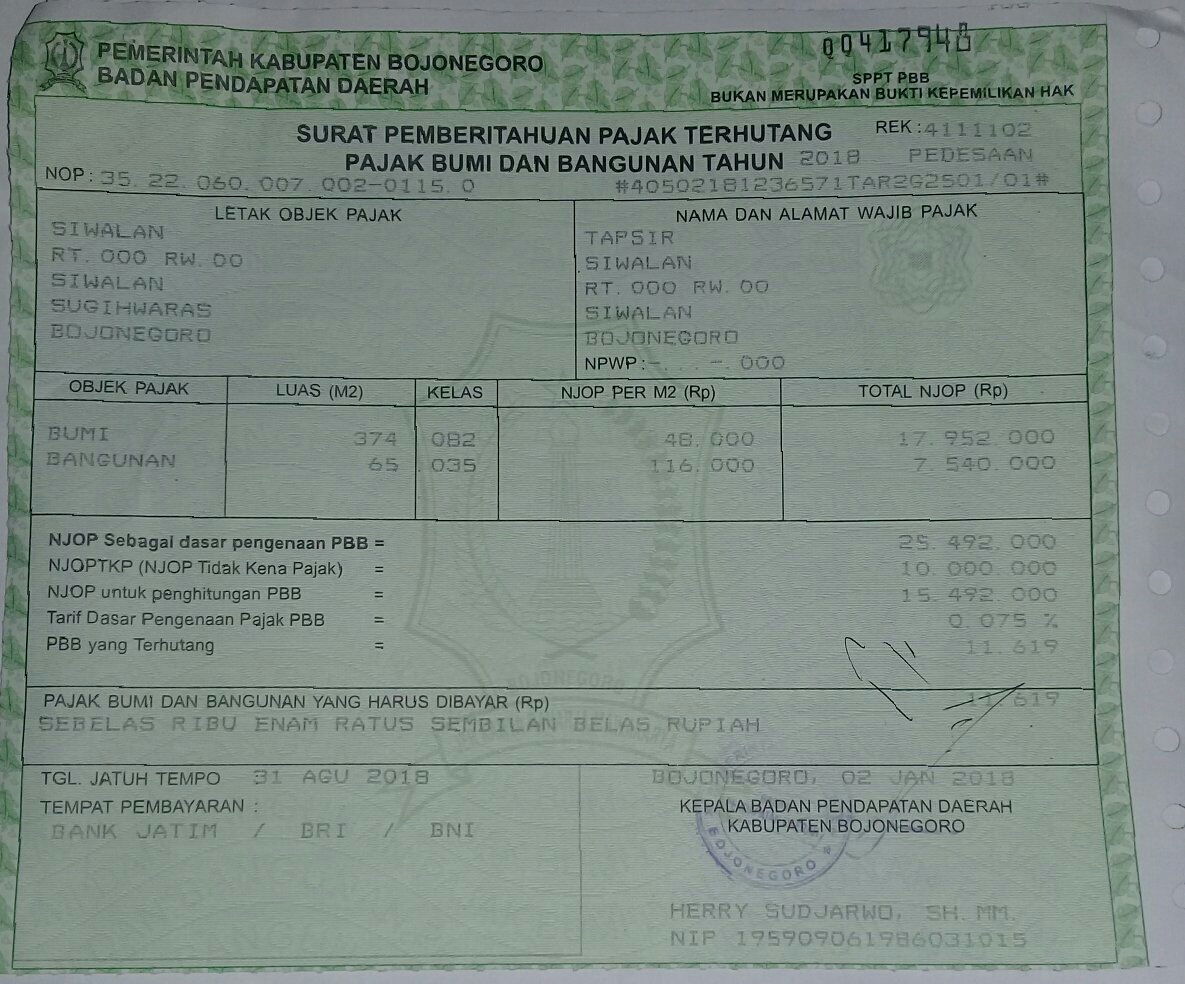 00417948
PEMERINTAH KABUPATEN BOJONEGORO
BADAN PENDAPATAN DAERAH
SPPT PBB
BUKAN MERUPAKAN BUKTI KEPEMILIKAN HAK
SURAT PEMBERITAHUAN PAJAK TERHUTANG REK : 4111102
PAJAK BUMI DAN BANGUNAN TAHUN 2018 PEDESAAN
NOP : 35. 22. 060. 007. 002-0115. 0 #40502181236571TAR2G2501/01#
LETAK OBJEK PAJAK
SIWALAN
RT. 000 RW. 00
SIWALAN
SUGIHWARAS
BOJONEGORO
NAMA DAN ALAMAT WAJIB PAJAK
TAPSIR
SIWALAN
RT. 000 RW. 00
SIWALAN
BOJONEGORO
NPWP :-. . -. 000
OBJEK PAJAK LUAS (M2) KELAS NJOP PER M2 (Rp) TOTAL NJOP (Rp)
BUMI 374 082 48. 000 17. 952. 000
BANGUNAN 65 035 116. 000 7. 540. 000
NJOP Sebagai dasar pengenaan PBB = 25. 492. 000
NJOPTKP (NJOP Tidak Kena Pajak) = 10. 000. 000
NJOP untuk penghitungan PBB = 15. 492. 000
Tarif Dasar Pengenaan Pajak PBB = 0. 075 %
PBB yang Terhutang = 11. 619
PAJAK BUMI DAN BANGUNAN YANG HARUS DIBAYAR (Rp) 11. 619
SEBELAS RIBU ENAM RATUS SEMBILAN BELAS RUPIAH
TGL. JATUH TEMPO 31 AGU 2018
TEMPAT PEMBAYARAN :
BANK JATIM / BRI / BNI
BOJONEGORO, 02 JAN 2018
KEPALA BADAN PENDAPATAN DAERAH
KABUPATEN BOJONEGORO
BOJONEGORO
HERRY SUDJARWO, SH. MM.
NIP 195909061986031015
BOJONEGORO